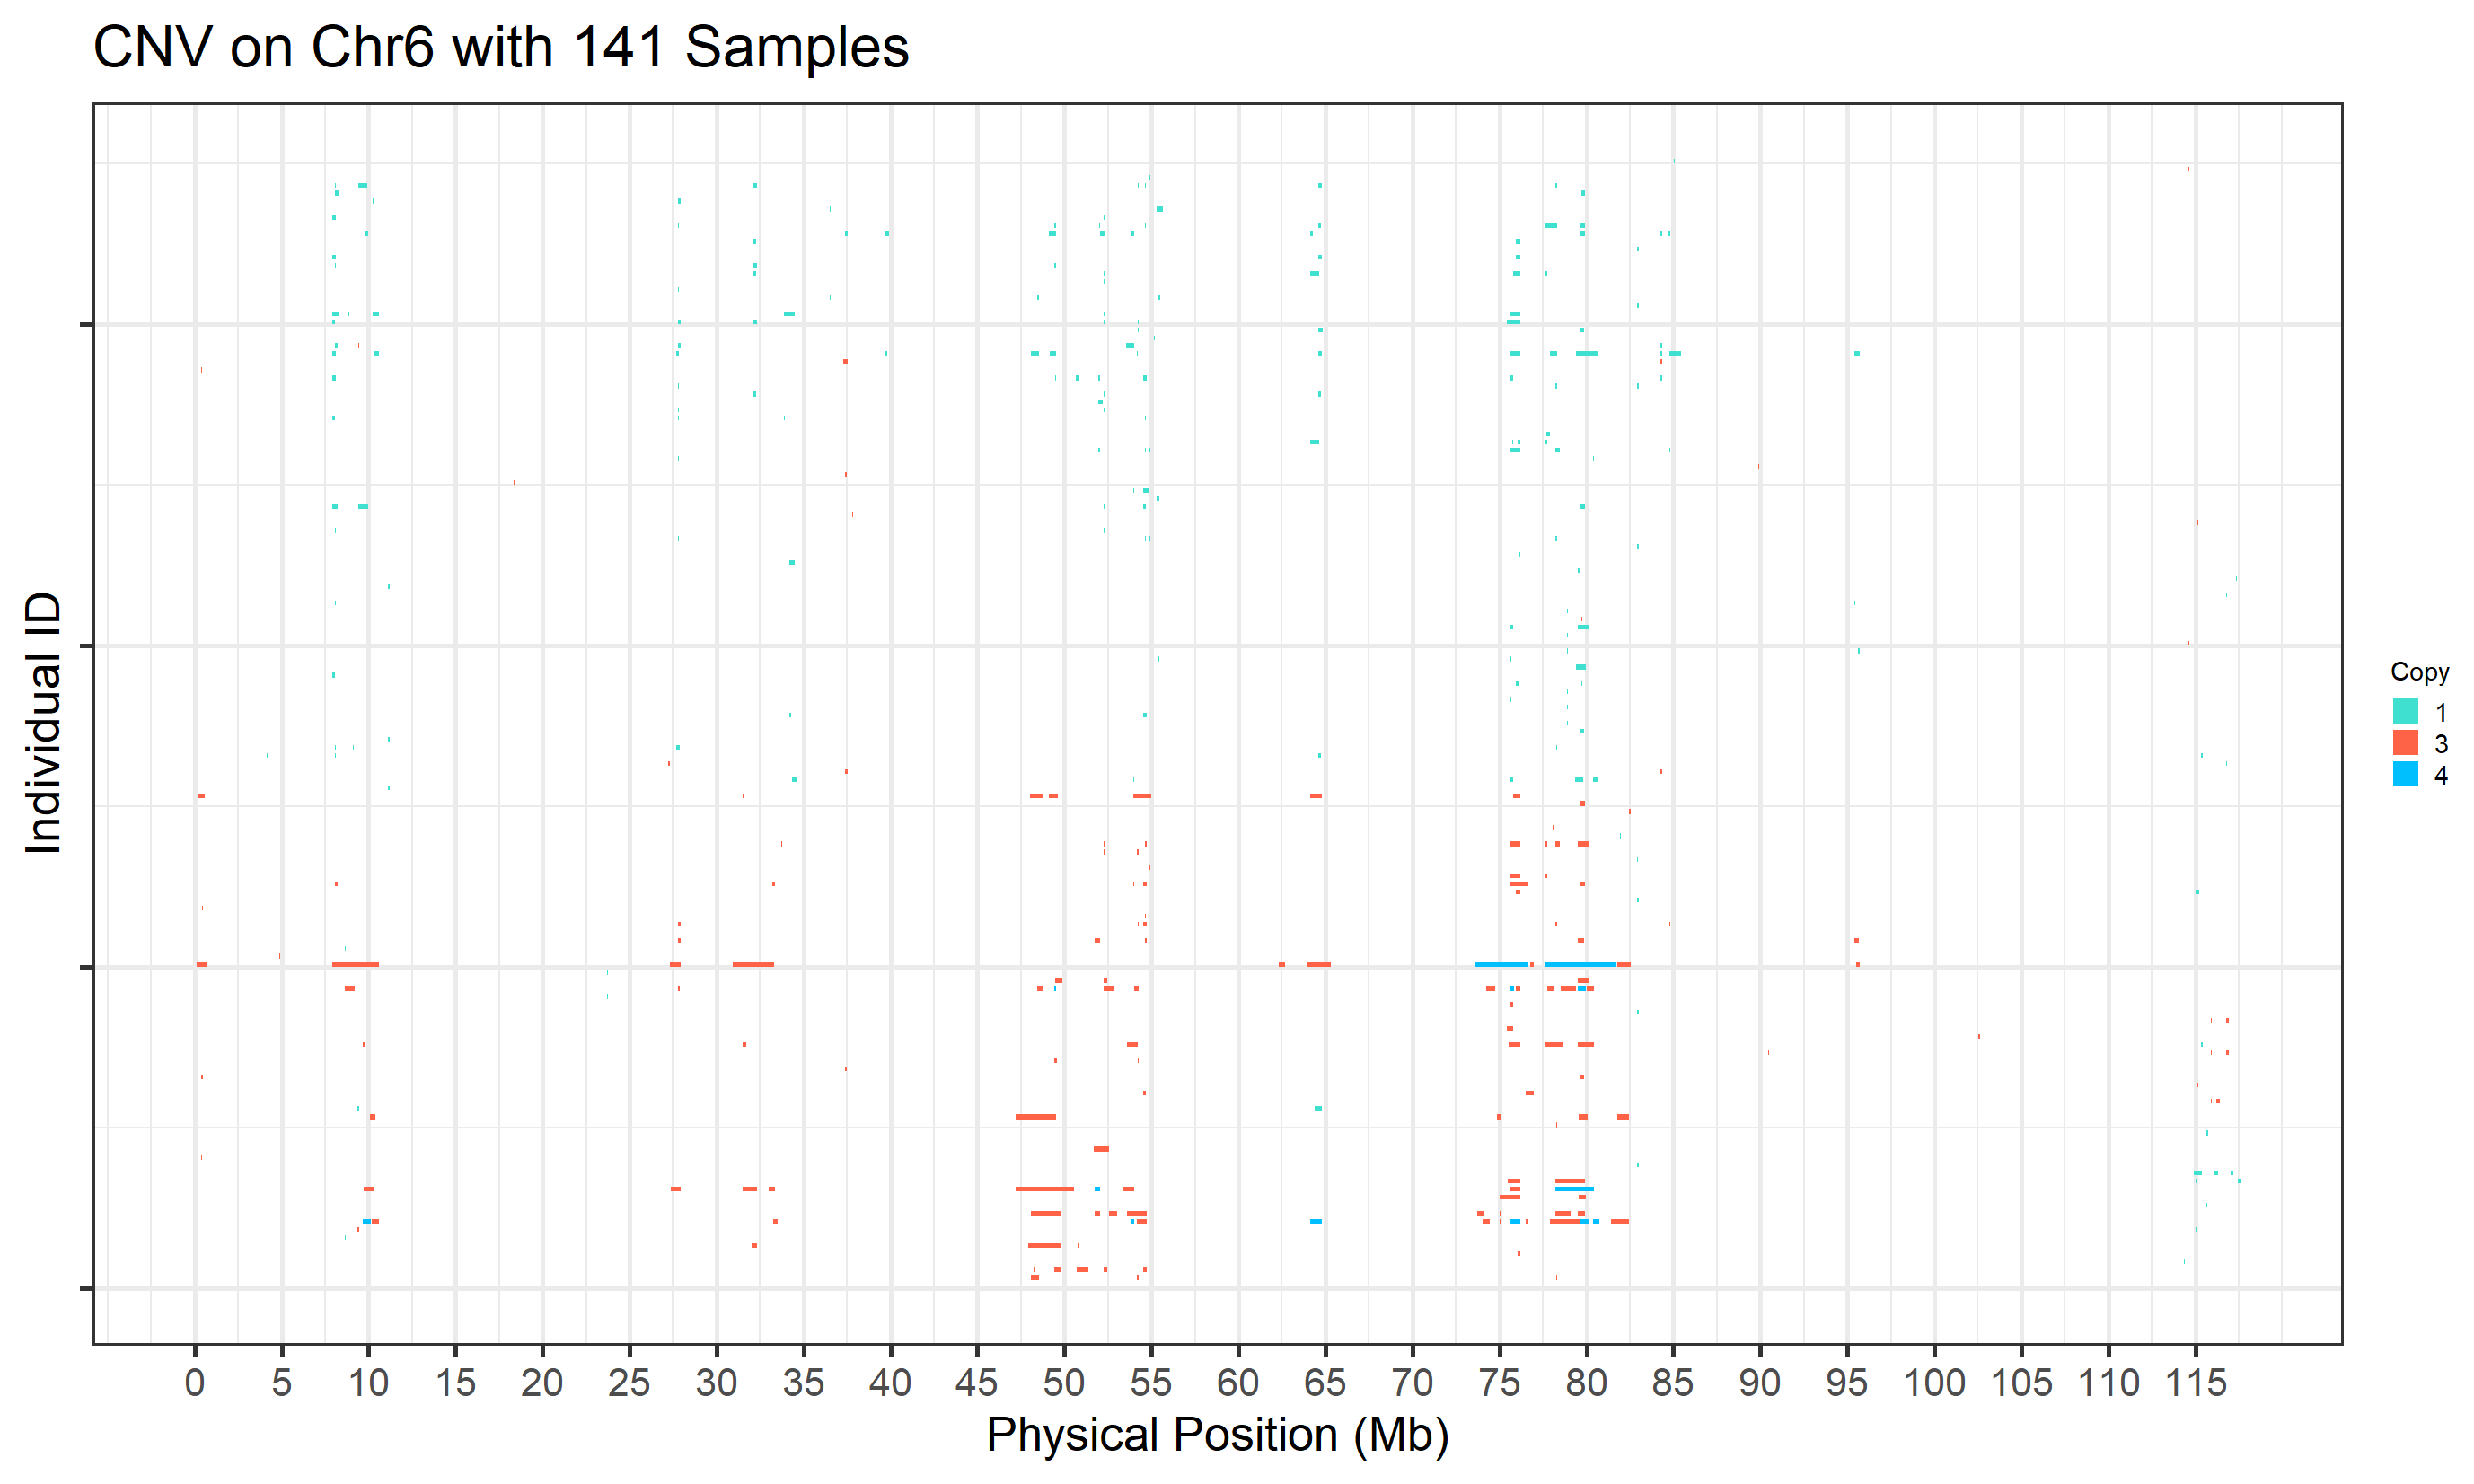 CNV on Chr6 with 141 Samples
Individual ID
0 5 10 15 20 25 30 35 40 45 50 55 60 65 70 75 80 85 90 95 100 105 110 115
Physical Position (Mb)
Copy
1
3
4